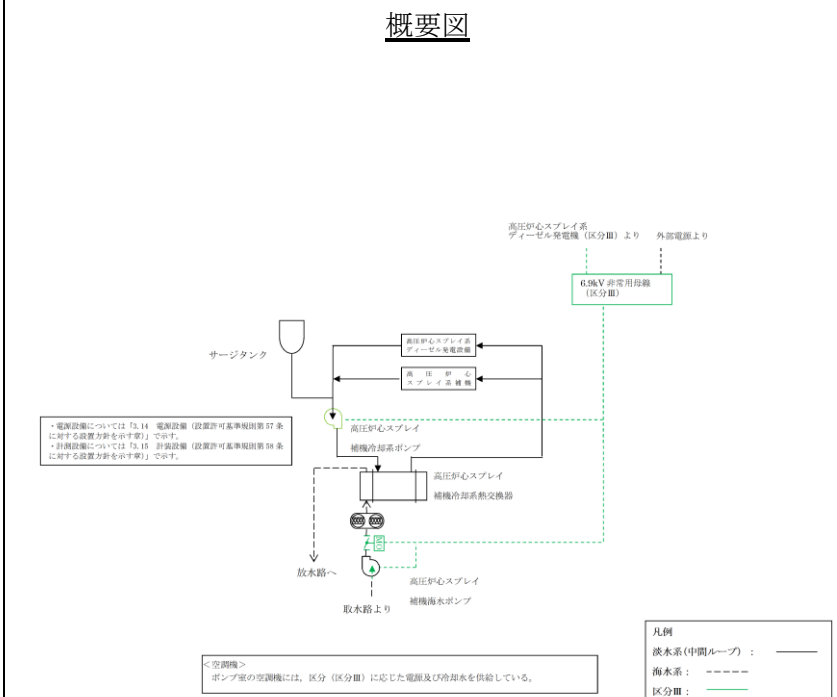 概要図
高圧炉心スプレイ系
ディーゼル発電機（区分Ⅲ）より
外部電源より
6.9kV 非常用母線
（区分Ⅲ）
サージタンク
高圧炉心スプレイ系
ディーゼル発電設備
高圧炉心
スプレイ系補機
・電源設備については「3.14 電源設備（設置許可基準規則第57条
に対する設置方針を示す章）」で示す。
・計測設備については「3.15 計装設備（設置許可基準規則第58条
に対する設置方針を示す章）」で示す。
高圧炉心スプレイ
補機冷却系ポンプ
高圧炉心スプレイ
補機冷却系熱交換器
MO
放水路へ
高圧炉心スプレイ
補機海水ポンプ
取水路より
＜空調機＞
ポンプ室の空調機には，区分（区分Ⅲ）に応じた電源及び冷却水を供給している。
凡例
淡水系(中間ループ)：
海水系：
区分Ⅲ：